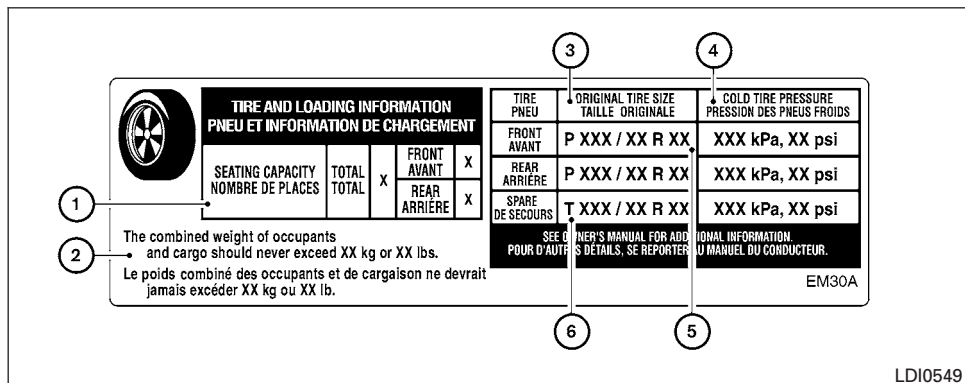 3
4
TIRE AND LOADING INFORMATION
PNEU ET INFORMATION DE CHARGEMENT
SEATING CAPACITY
NOMBRE DE PLACES
TOTAL
TOTAL
X
FRONT
AVANT
X
REAR
ARRIÉRE
X
TIRE
PNEU
ORIGINAL TIRE SIZE
TAILLE ORIGINALE
COLD TIRE PRESSURE
PRESSION DES PNEUS FROIDS
FRONT
AVANT
P XXX / XX R XX
XXX kPa, XX psi
REAR
ARRIÉRE
P XXX / XX R XX
XXX kPa, XX psi
SPARE
DE SECOURS
T XXX / XX R XX
XXX kPa, XX psi
SEE OWNER'S MANUAL FOR ADDITIONAL INFORMATION.
POUR D'AUTRES DÉTAILS, SE REPORTER AU MANUEL DU CONDUCTEUR.
1
2
The combined weight of occupants
and cargo should never exceed XX kg or XX lbs.
Le poids combiné des occupants et de cargaison ne devrait
jamais excéder XX kg ou XX lb.
EM30A
6
5
LDI0549